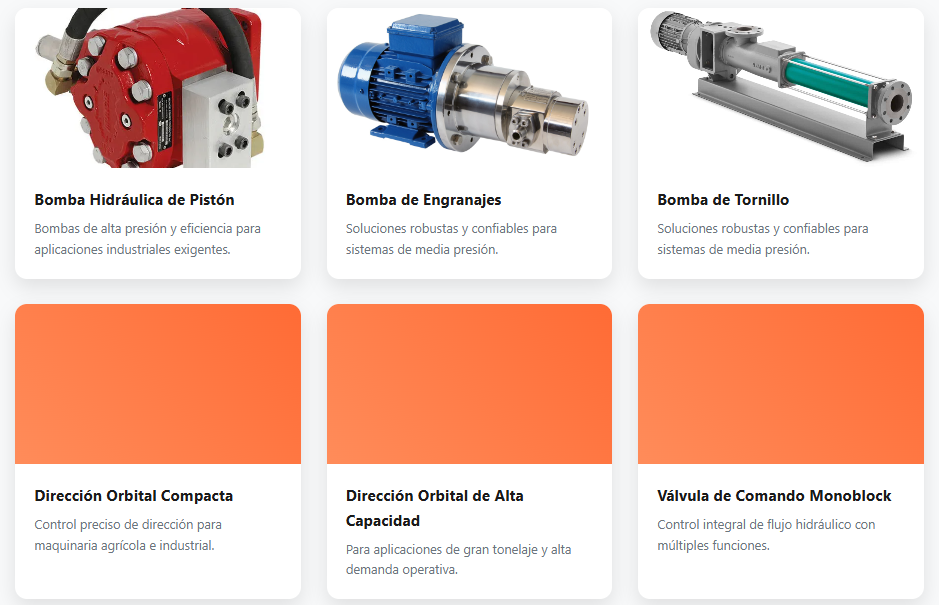 Bomba Hidráulica de Pistón
Bombas de alta presión y eficiencia para
aplicaciones industriales exigentes.
Bomba de Engranajes
Soluciones robustas y confiables para
sistemas de media presión.
Bomba de Tornillo
Soluciones robustas y confiables para
sistemas de media presión.
Dirección Orbital Compacta
Control preciso de dirección para
maquinaria agrícola e industrial.
Dirección Orbital de Alta
Capacidad
Para aplicaciones de gran tonelaje y alta
demanda operativa.
Válvula de Comando Monoblock
Control integral de flujo hidráulico con
múltiples funciones.